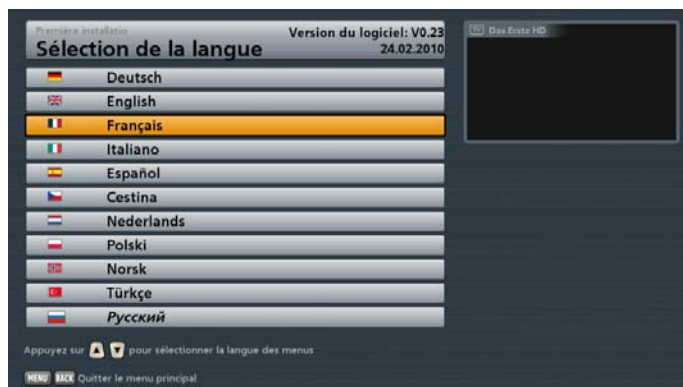 Première installatio
Version du logiciel: V0.23
Sélection de la langue
24.02.2010
TV Das Erste HD
Deutsch
English
Français
Italiano
Español
Cestina
Nederlands
Polski
Norsk
Türkçe
Русский
Appuyez sur ▲ ▼ pour sélectionner la langue des menus
MENU BACK Quitter le menu principal